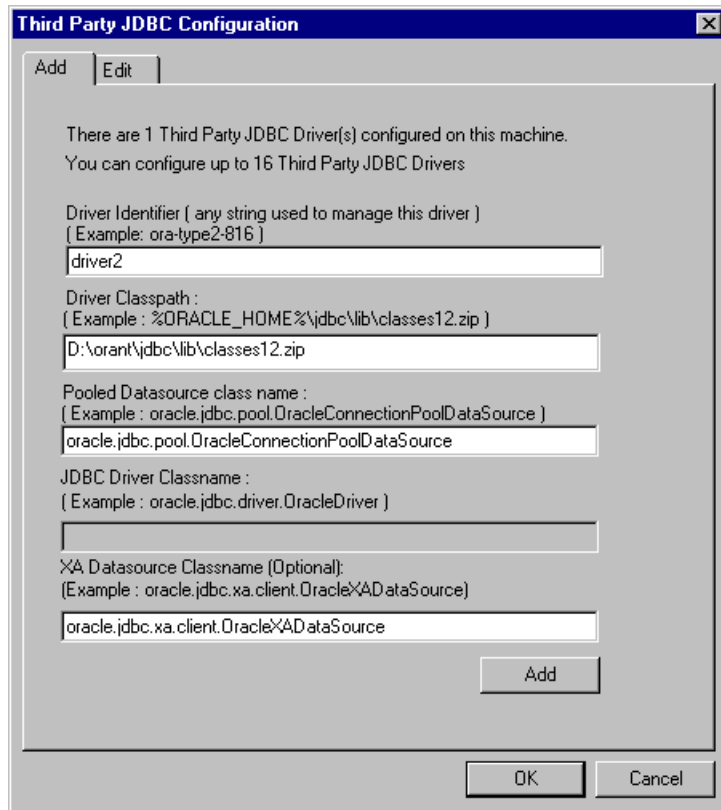 Third Party JDBC Configuration
Add Edit
There are 1 Third Party JDBC Driver(s) configured on this machine.
You can configure up to 16 Third Party JDBC Drivers
Driver Identifier ( any string used to manage this driver )
( Example: ora-type2-816 )
driver2
Driver Classpath :
( Example : %ORACLE_HOME%\jdbc\lib\classes12.zip )
D:\orant\jdbc\lib\classes12.zip
Pooled Datasource class name :
( Example : oracle.jdbc.pool.OracleConnectionPoolDataSource )
oracle.jdbc.pool.OracleConnectionPoolDataSource
JDBC Driver Classname :
( Example : oracle.jdbc.driver.OracleDriver )
XA Datasource Classname (Optional):
(Example : oracle.jdbc.xa.client.OracleXADataSource)
oracle.jdbc.xa.client.OracleXADataSource
Add
OK Cancel